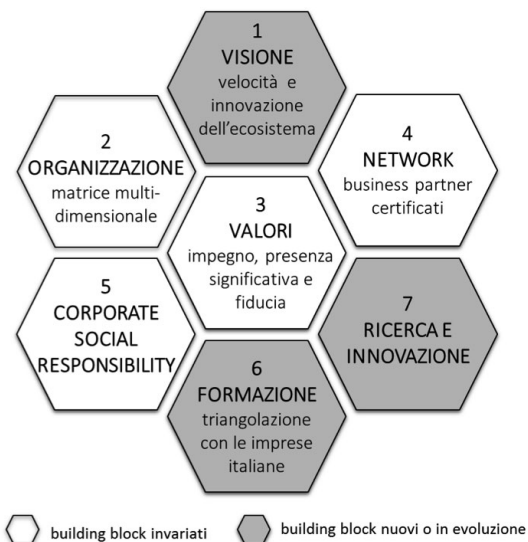 1
VISIONE
velocità e
innovazione
dell'ecosistema
2
ORGANIZZAZIONE
matrice multi-
dimensionale
3
VALORI
impegno, presenza
significativa e
fiducia
4
NETWORK
business partner
certificati
5
CORPORATE
SOCIAL
RESPONSIBILITY
6
FORMAZIONE
triangolazione
con le imprese
italiane
7
RICERCA E
INNOVAZIONE
building block invariati
building block nuovi o in evoluzione